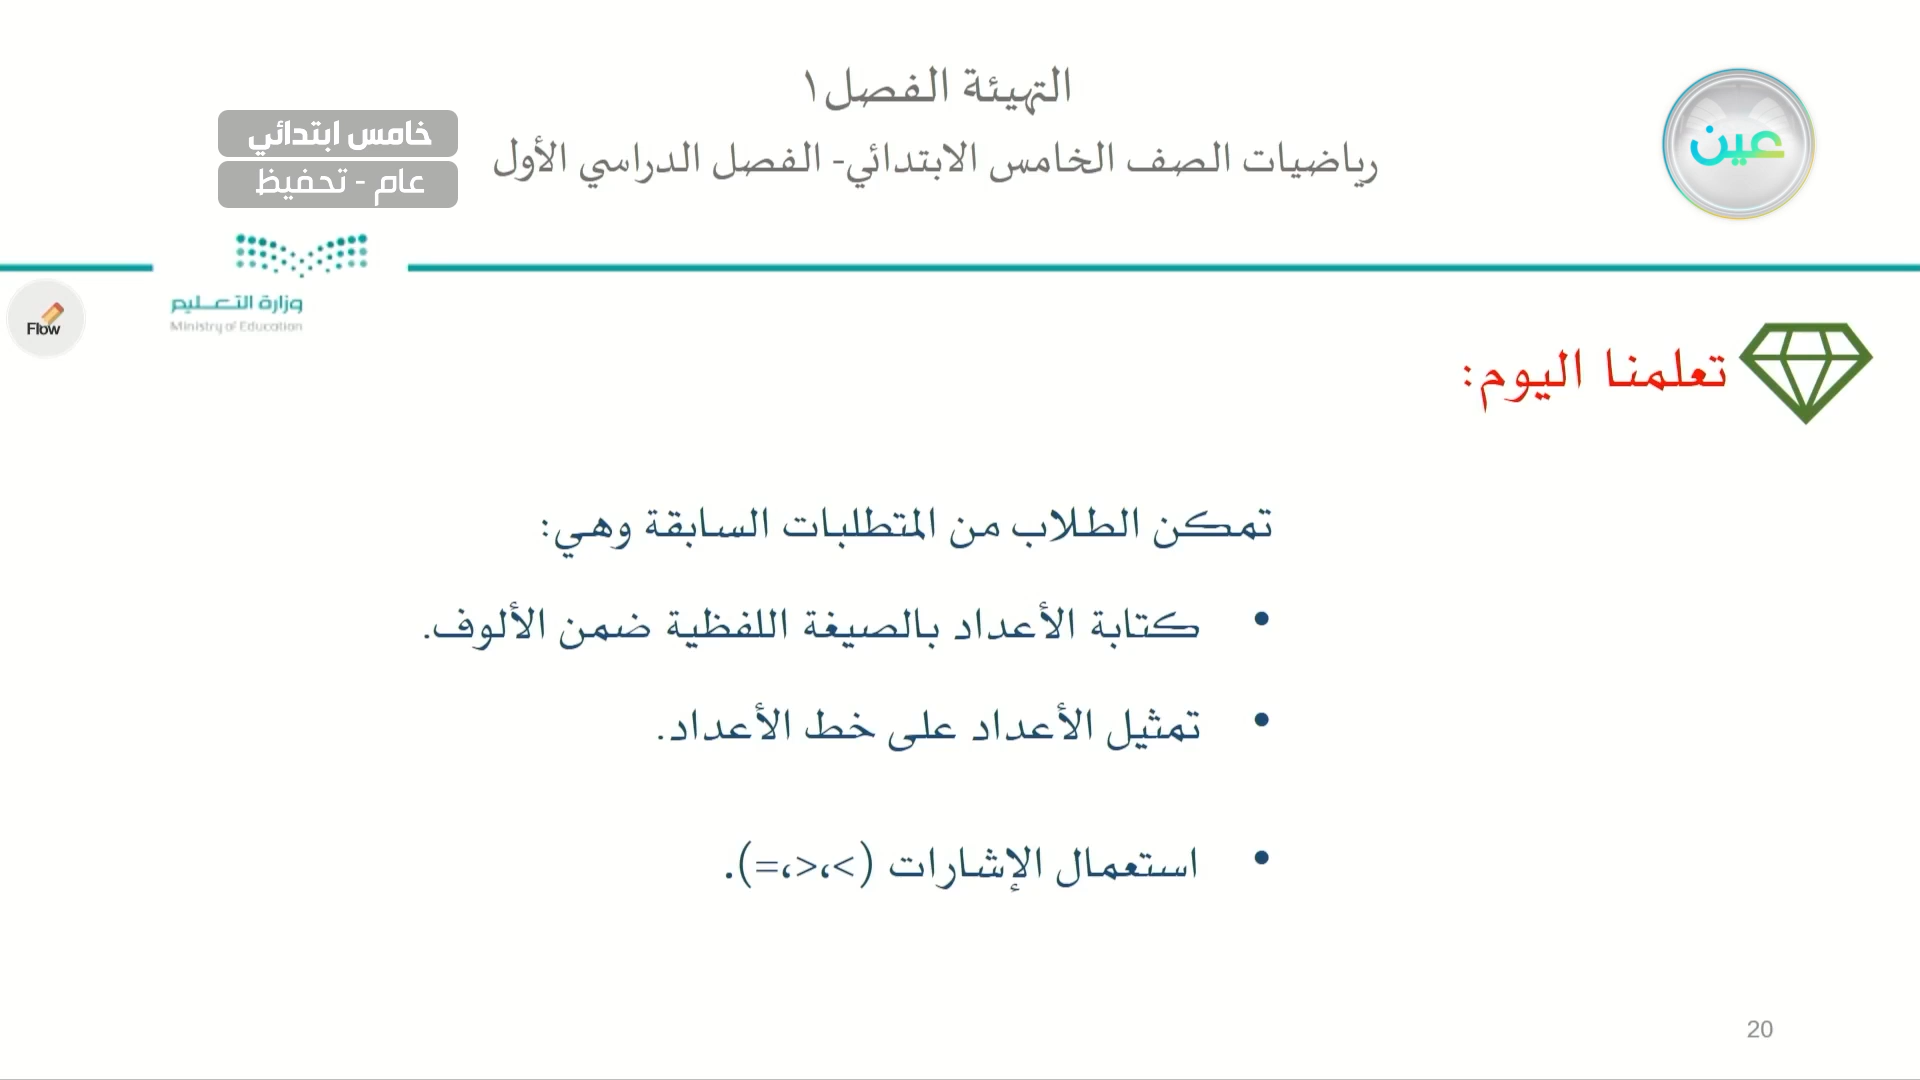 التهيئة الفصل١
رياضيات الصف الخامس الابتدائي- الفصل الدراسي الأول
خامس ابتدائي
عام - تحفيظ
عين
وزارة التعليم
Ministry of Education
Flow
تعلمنا اليوم:
تمكن الطلاب من المتطلبات السابقة وهي:
• كتابة الأعداد بالصيغة اللفظية ضمن الألوف.
• تمثيل الأعداد على خط الأعداد.
• استعمال الإشارات (>،<،=).
20